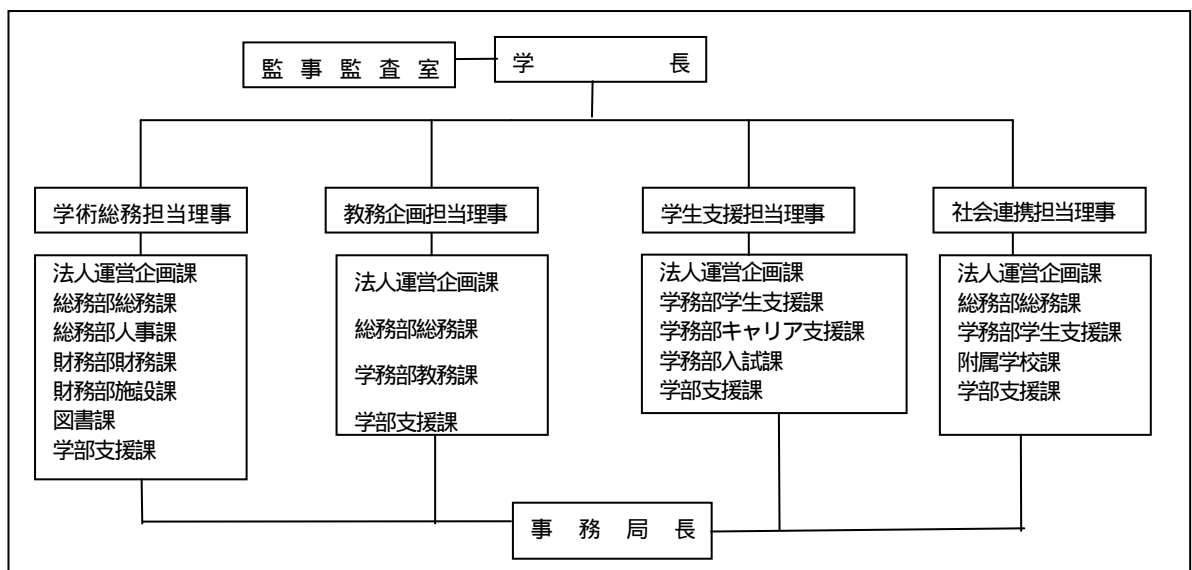 監事監査室
学長
学術総務担当理事
法人運営企画課
総務部総務課
総務部人事課
財務部財務課
財務部施設課
図書課
学部支援課
教務企画担当理事
法人運営企画課
総務部総務課
学務部教務課
学部支援課
学生支援担当理事
法人運営企画課
学務部学生支援課
学務部キャリア支援課
学務部入試課
学部支援課
社会連携担当理事
法人運営企画課
総務部総務課
学務部学生支援課
附属学校課
学部支援課
事務局長